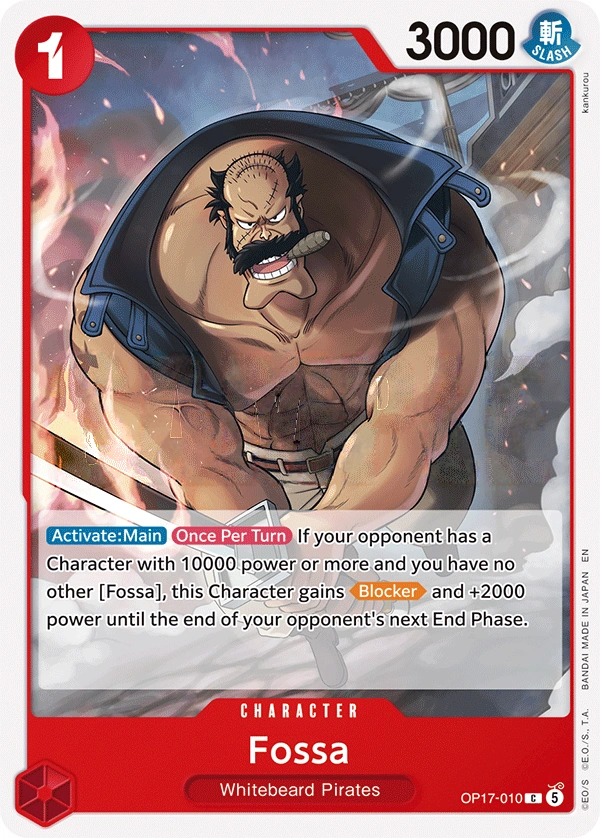 1
3000
斬
SLASH
kankurou
Activate:Main Once Per Turn If your opponent has a
Character with 10000 power or more and you have no
other [Fossa], this Character gains Blocker and +2000
power until the end of your opponent's next End Phase.
©EO/S ©E.O./S., T.A. BANDAI MADE IN JAPAN EN
CHARACTER
Fossa
Whitebeard Pirates
OP17-010 C 5